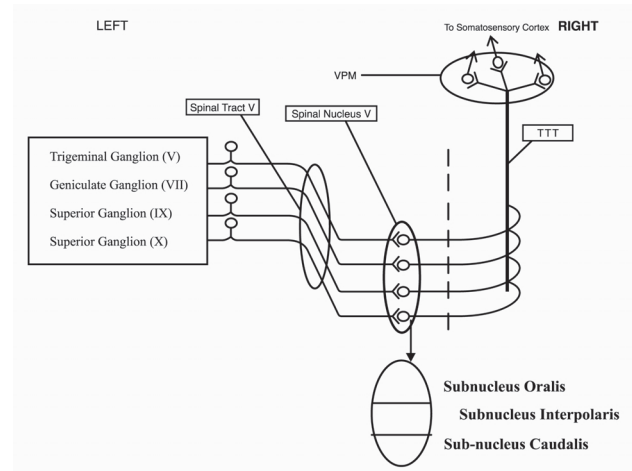 LEFT
To Somatosensory Cortex RIGHT
VPM
Spinal Tract V
Spinal Nucleus V
TTT
Trigeminal Ganglion (V)
Geniculate Ganglion (VII)
Superior Ganglion (IX)
Superior Ganglion (X)
Subnucleus Oralis
Subnucleus Interpolaris
Sub-nucleus Caudalis